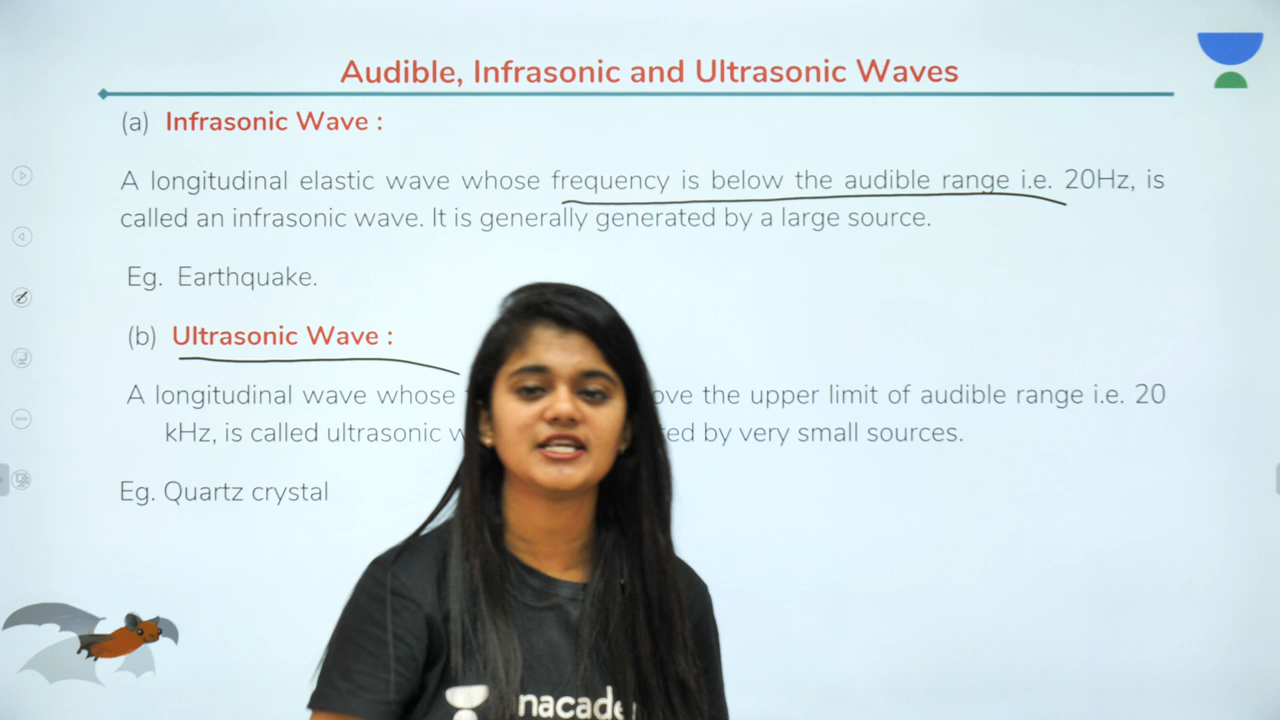 Audible, Infrasonic and Ultrasonic Waves
(a) Infrasonic Wave :
A longitudinal elastic wave whose frequency is below the audible range i.e. 20Hz, is
called an infrasonic wave. It is generally generated by a large source.
Eg. Earthquake.
(b) Ultrasonic Wave :
A longitudinal wave whose ove the upper limit of audible range i.e. 20
kHz, is called ultrasonic w ed by very small sources.
Eg. Quartz crystal
nacade